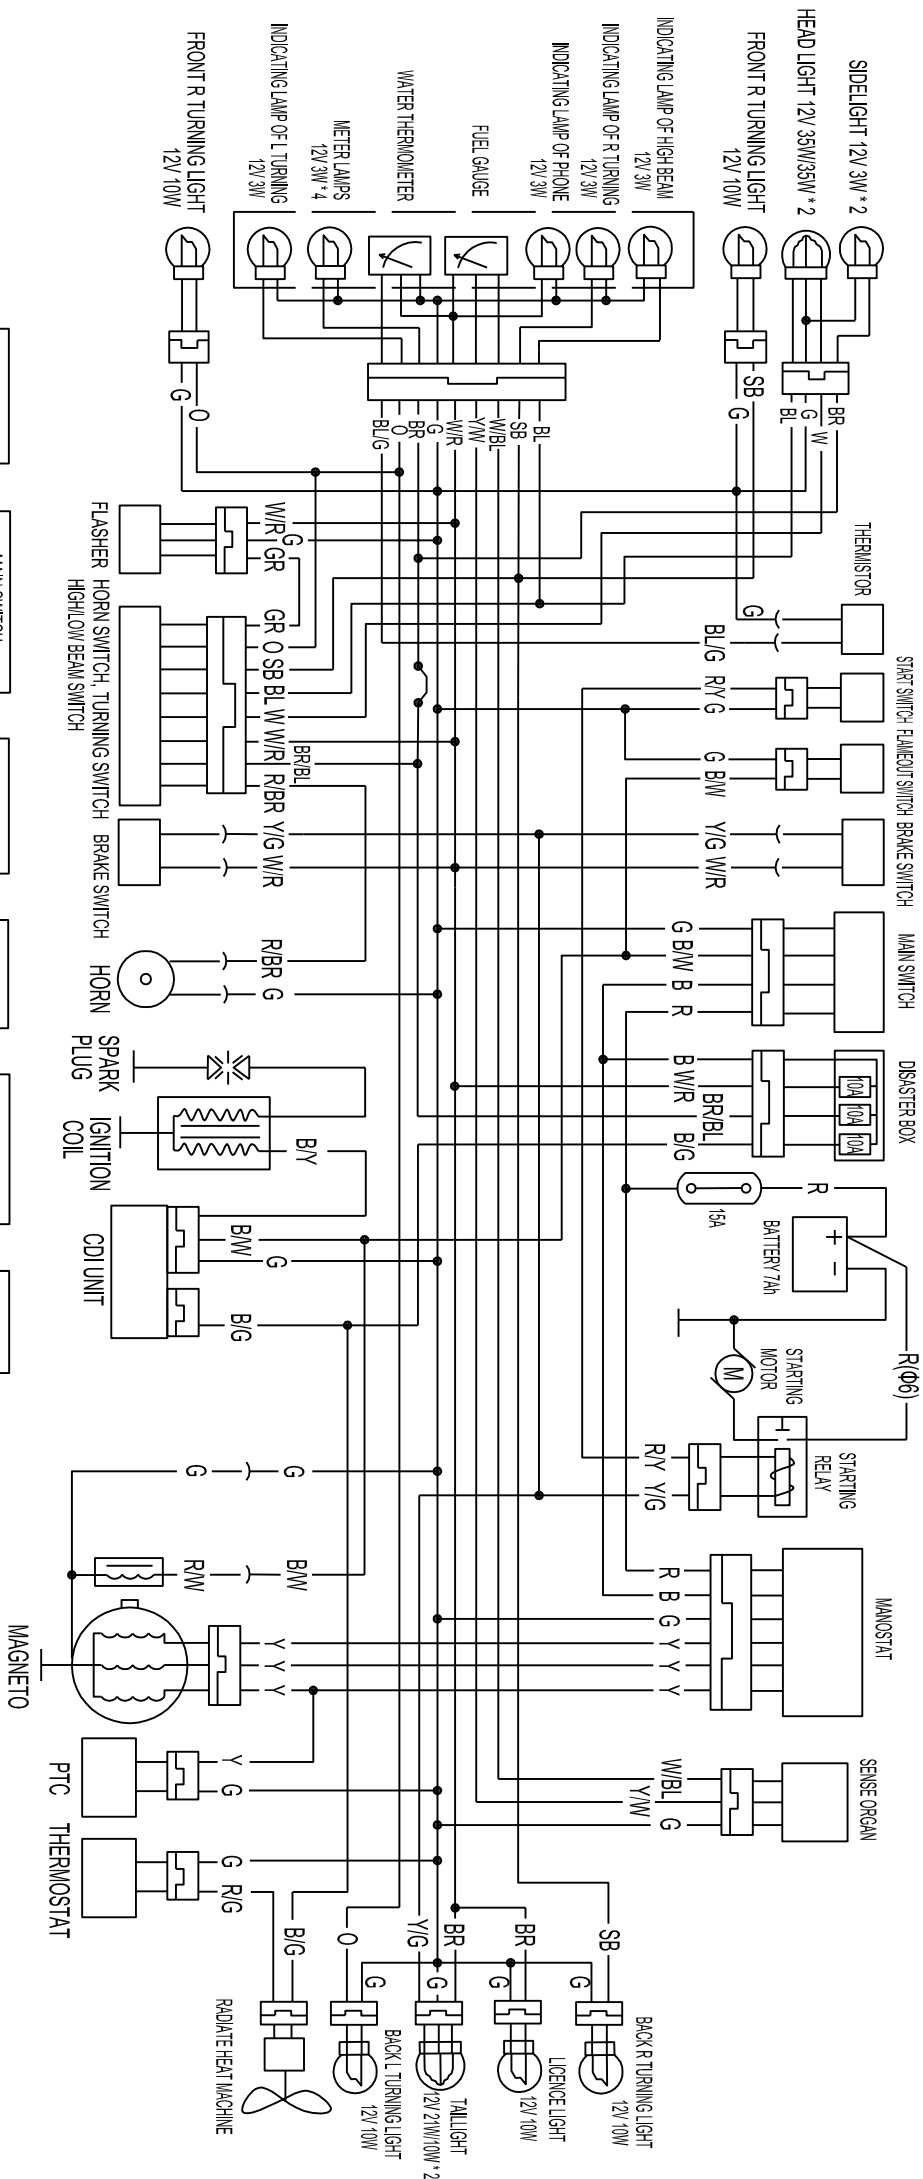 SIDELIGHT 12V 3W * 2
HEAD LIGHT 12V 35W/35W * 2
FRONT R TURNING LIGHT
12V 10W
INDICATING LAMP OF HIGH BEAM
12V 3W
INDICATING LAMP OF R TURNING
12V 3W
INDICATING LAMP OF PHONE
12V 3W
FUEL GAUGE
WATER THERMOMETER
METER LAMPS
12V 3W * 4
INDICATING LAMP OF L TURNING
12V 3W
FRONT R TURNING LIGHT
12V 10W
BR
W
G
BL
SB
G
BL
SB
W/BL
Y/W
W/R
G
BR
O
BL/G
O
G
THERMISTOR
G
BL/G
START SWITCH
R/Y
G
FLAMEOUT SWITCH
G
B/W
BRAKE SWITCH
Y/G
W/R
MAIN SWITCH
G
B/W
B
R
DISASTER BOX
10A
10A
10A
B
W/R
BR/BL
B/G
R
15A
BATTERY 7Ah
+
−
R(Φ6)
STARTING
MOTOR
M
STARTING
RELAY
R/Y
Y/G
MANOSTAT
R
B
G
Y
Y
Y
SENSE ORGAN
W/BL
Y/W
G
FLASHER
W/R
G
GR
HORN SWITCH, TURNING SWITCH
HIGH/LOW BEAM SWITCH
GR
O
SB
BL
W
W/R
BR/BL
R/BR
BRAKE SWITCH
Y/G
W/R
HORN
R/BR
G
SPARK
PLUG
IGNITION
COIL
B/Y
CDI UNIT
B/W
G
B/G
G
G
R/W
B/W
MAGNETO
Y
Y
Y
PTC
Y
G
THERMOSTAT
G
R/G
B/G
O
G
Y/G
G
BR
BR
G
SB
G
BACK R TURNING LIGHT
12V 10W
LICENCE LIGHT
12V 10W
TAILLIGHT
12V 21W/10W * 2
BACK L TURNING LIGHT
12V 10W
RADIATE HEAT MACHINE